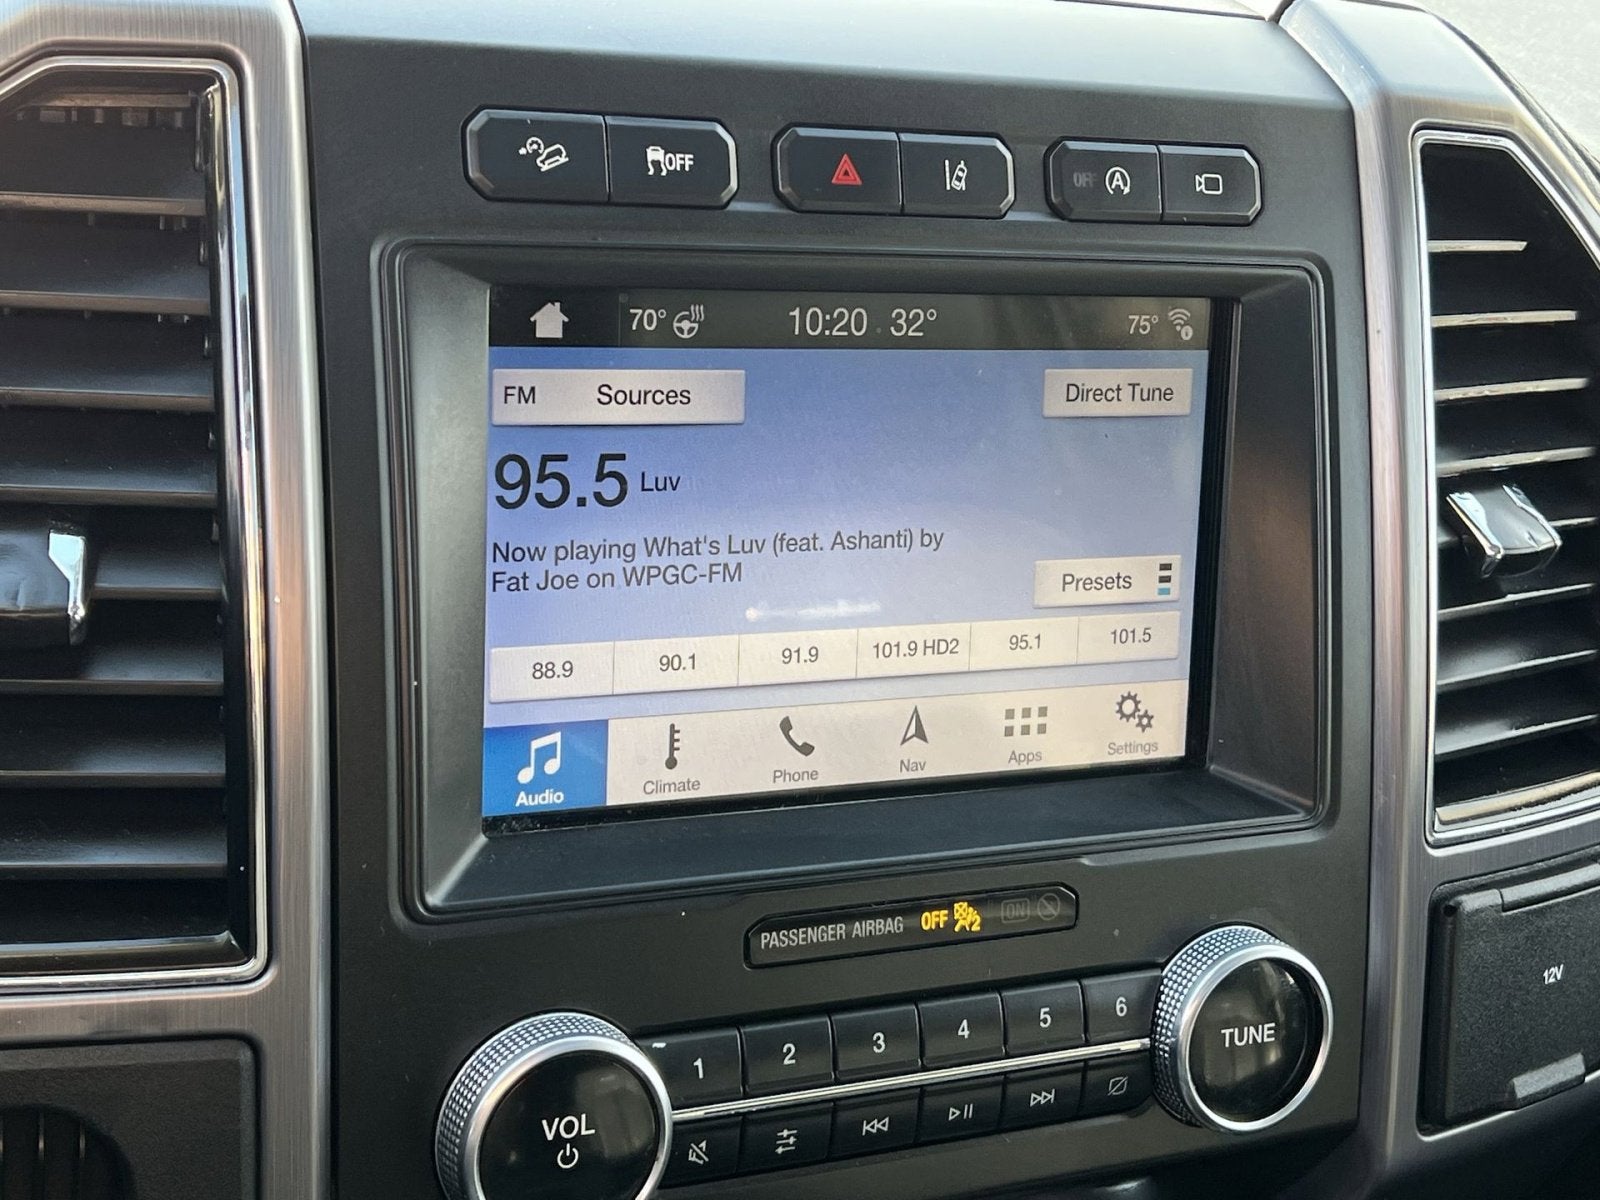 OFF
OFF A
70° 10:20 32° 75°
FM Sources Direct Tune
95.5 Luv
Now playing What's Luv (feat. Ashanti) by
Fat Joe on WPGC-FM
Presets
88.9 90.1 91.9 101.9 HD2 95.1 101.5
Audio Climate Phone Nav Apps Settings
PASSENGER AIRBAG OFF 2 ON
12V
1 2 3 4 5 6
TUNE
VOL